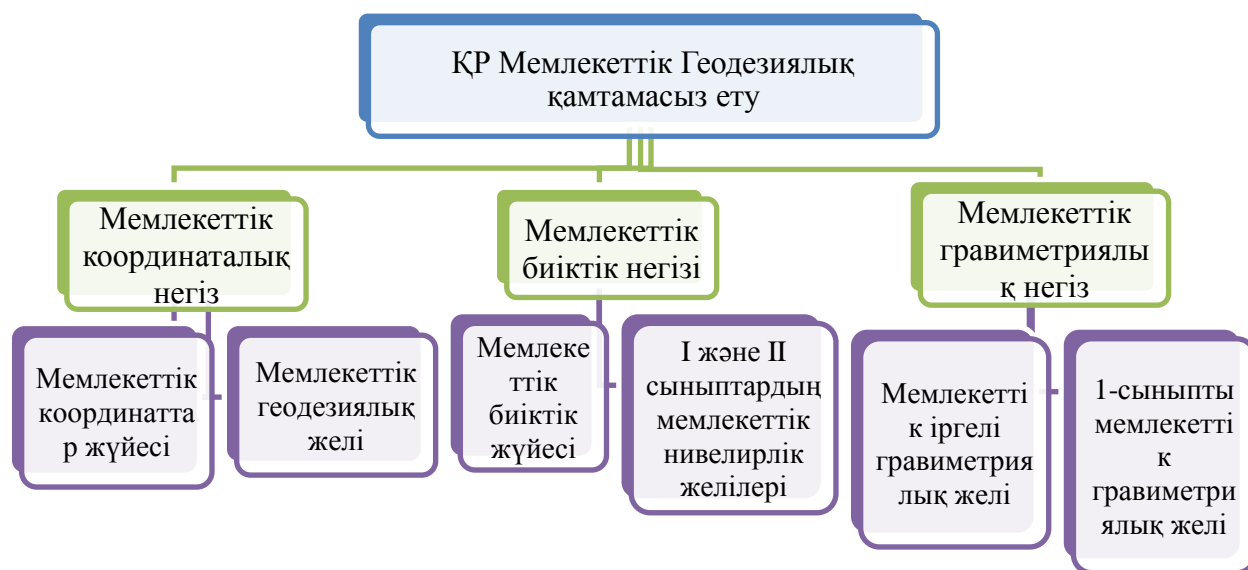 ҚР Мемлекеттік Геодезиялық
қамтамасыз ету
Мемлекеттік
координаталық
негіз
Мемлекеттік
биіктік негізі
Мемлекеттік
гравиметриялы
қ негіз
Мемлекеттік
координатта
р жүйесі
Мемлекеттік
геодезиялық
желі
Мемлеке
ттік
биіктік
жүйесі
I және II
сыныптардың
мемлекеттік
нивелирлік
желілері
Мемлекетті
к іргелі
гравиметрия
лық желі
1-сыныпты
мемлекетті
к
гравиметри
ялық желі